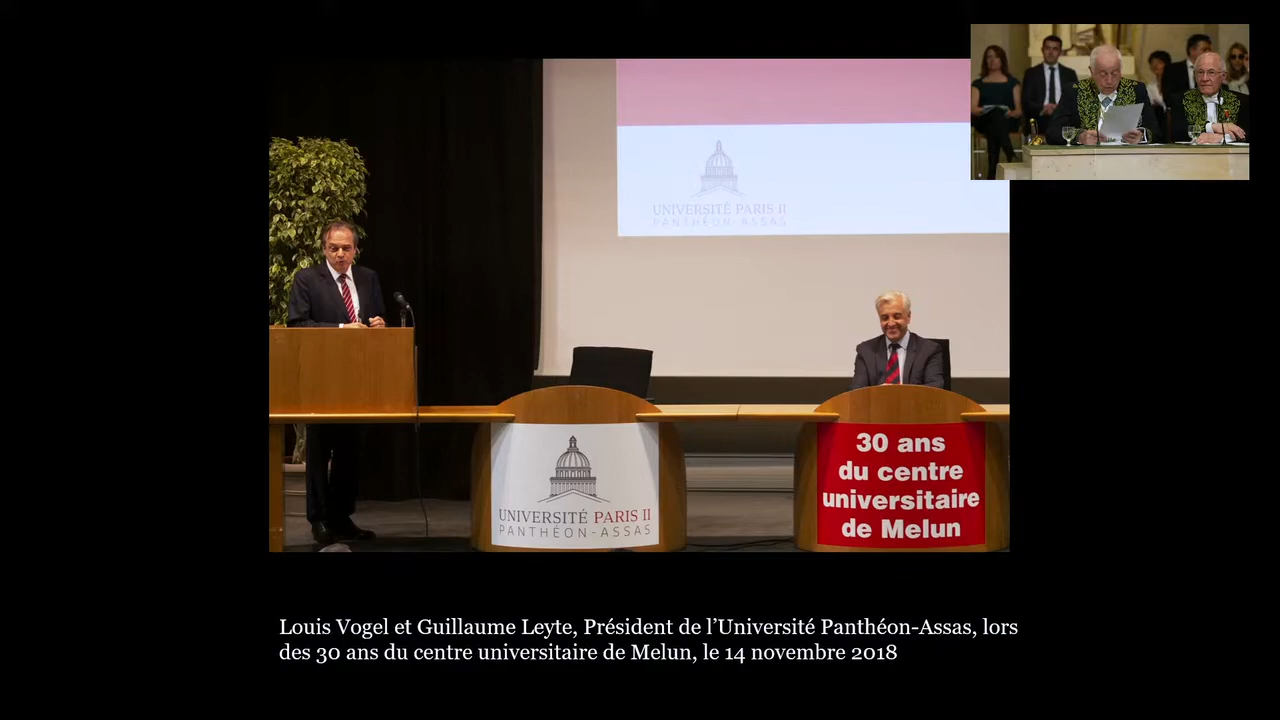 UNIVERSITÉ PARIS II
PANTHÉON-ASSAS
UNIVERSITÉ PARIS II
PANTHÉON-ASSAS
30 ans
du centre
universitaire
de Melun
Louis Vogel et Guillaume Leyte, Président de l’Université Panthéon-Assas, lors
des 30 ans du centre universitaire de Melun, le 14 novembre 2018